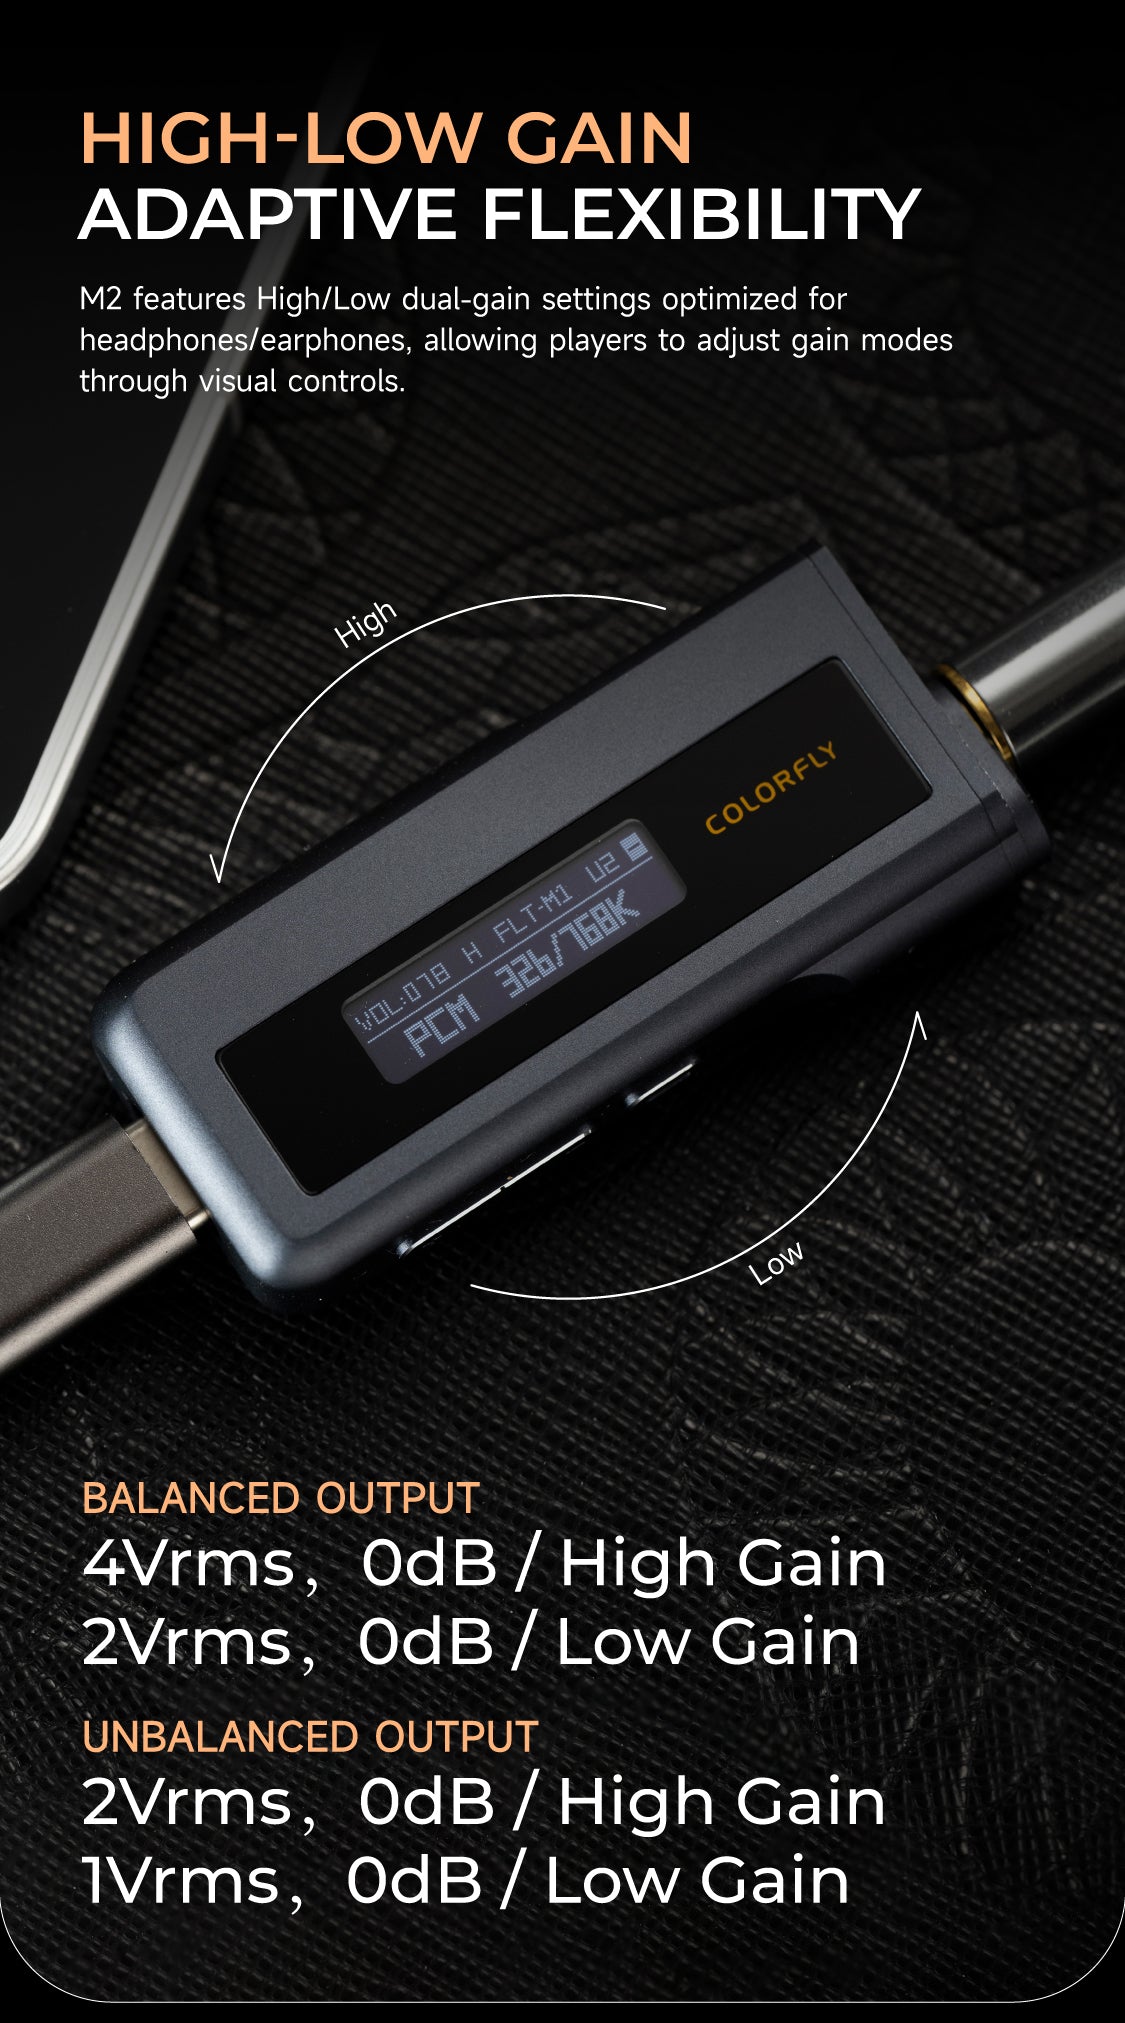 HIGH-LOW GAIN
ADAPTIVE FLEXIBILITY
M2 features High/Low dual-gain settings optimized for
headphones/earphones, allowing players to adjust gain modes
through visual controls.
High
COLORFLY
VOL:078 H FLT-M1 U2
PCM 32b/768K
Low
BALANCED OUTPUT
4Vrms，0dB / High Gain
2Vrms，0dB / Low Gain
UNBALANCED OUTPUT
2Vrms，0dB / High Gain
1Vrms，0dB / Low Gain